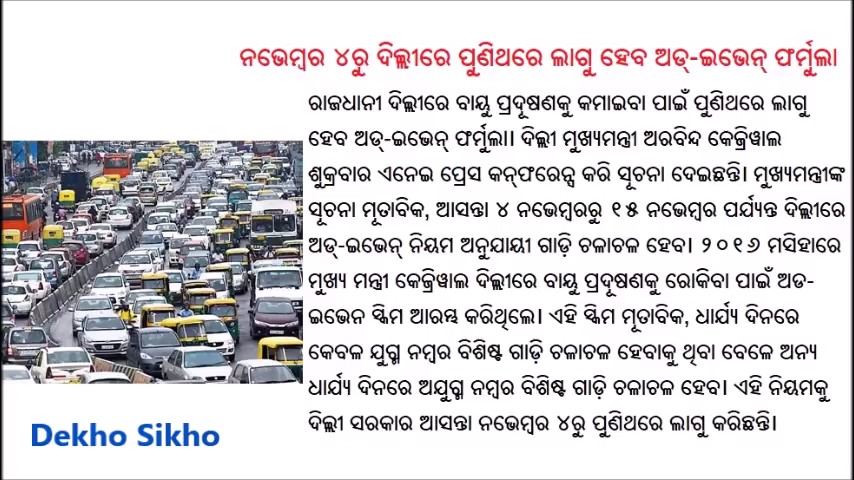 ନଭେମ୍ବର ୪ରୁ ଦିଲ୍ଲୀରେ ପୁଣିଥରେ ଲାଗୁ ହେବ ଅଡ୍-ଇଭେନ୍ ଫର୍ମୁଲା
ରାଜଧାନୀ ଦିଲ୍ଲୀରେ ବାୟୁ ପ୍ରଦୂଷଣକୁ କମାଇବା ପାଇଁ ପୁଣିଥରେ ଲାଗୁ
ହେବ ଅଡ୍-ଇଭେନ୍ ଫର୍ମୁଲା। ଦିଲ୍ଲୀ ମୁଖ୍ୟମନ୍ତ୍ରୀ ଅରବିନ୍ଦ କେଜ୍ରିୱାଲ
ଶୁକ୍ରବାର ଏନେଇ ପ୍ରେସ କନ୍‌ଫରେନ୍ସ କରି ସୂଚନା ଦେଇଛନ୍ତି। ମୁଖ୍ୟମନ୍ତ୍ରୀଙ୍କ
ସୂଚନା ମୂତାବିକ, ଆସନ୍ତା ୪ ନଭେମ୍ବରରୁ ୧୫ ନଭେମ୍ବର ପର୍ଯ୍ୟନ୍ତ ଦିଲ୍ଲୀରେ
ଅଡ୍-ଇଭେନ୍ ନିୟମ ଅନୁଯାୟୀ ଗାଡ଼ି ଚଳାଚଳ ହେବ। ୨୦୧୬ ମସିହାରେ
ମୁଖ୍ୟ ମନ୍ତ୍ରୀ କେଜ୍ରିୱାଲ ଦିଲ୍ଲୀରେ ବାୟୁ ପ୍ରଦୂଷଣକୁ ରୋକିବା ପାଇଁ ଅଡ-
ଇଭେନ ସ୍କିମ ଆରମ୍ଭ କରିଥିଲେ। ଏହି ସ୍କିମ ମୂତାବିକ, ଧାର୍ଯ୍ୟ ଦିନରେ
କେବଳ ଯୁଗ୍ମ ନମ୍ବର ବିଶିଷ୍ଟ ଗାଡ଼ି ଚଳାଚଳ ହେବାକୁ ଥିବା ବେଳେ ଅନ୍ୟ
ଧାର୍ଯ୍ୟ ଦିନରେ ଅଯୁଗ୍ମ ନମ୍ବର ବିଶିଷ୍ଟ ଗାଡ଼ି ଚଳାଚଳ ହେବ। ଏହି ନିୟମକୁ
ଦିଲ୍ଲୀ ସରକାର ଆସନ୍ତା ନଭେମ୍ବର ୪ରୁ ପୁଣିଥରେ ଲାଗୁ କରିଛନ୍ତି।
Dekho Sikho